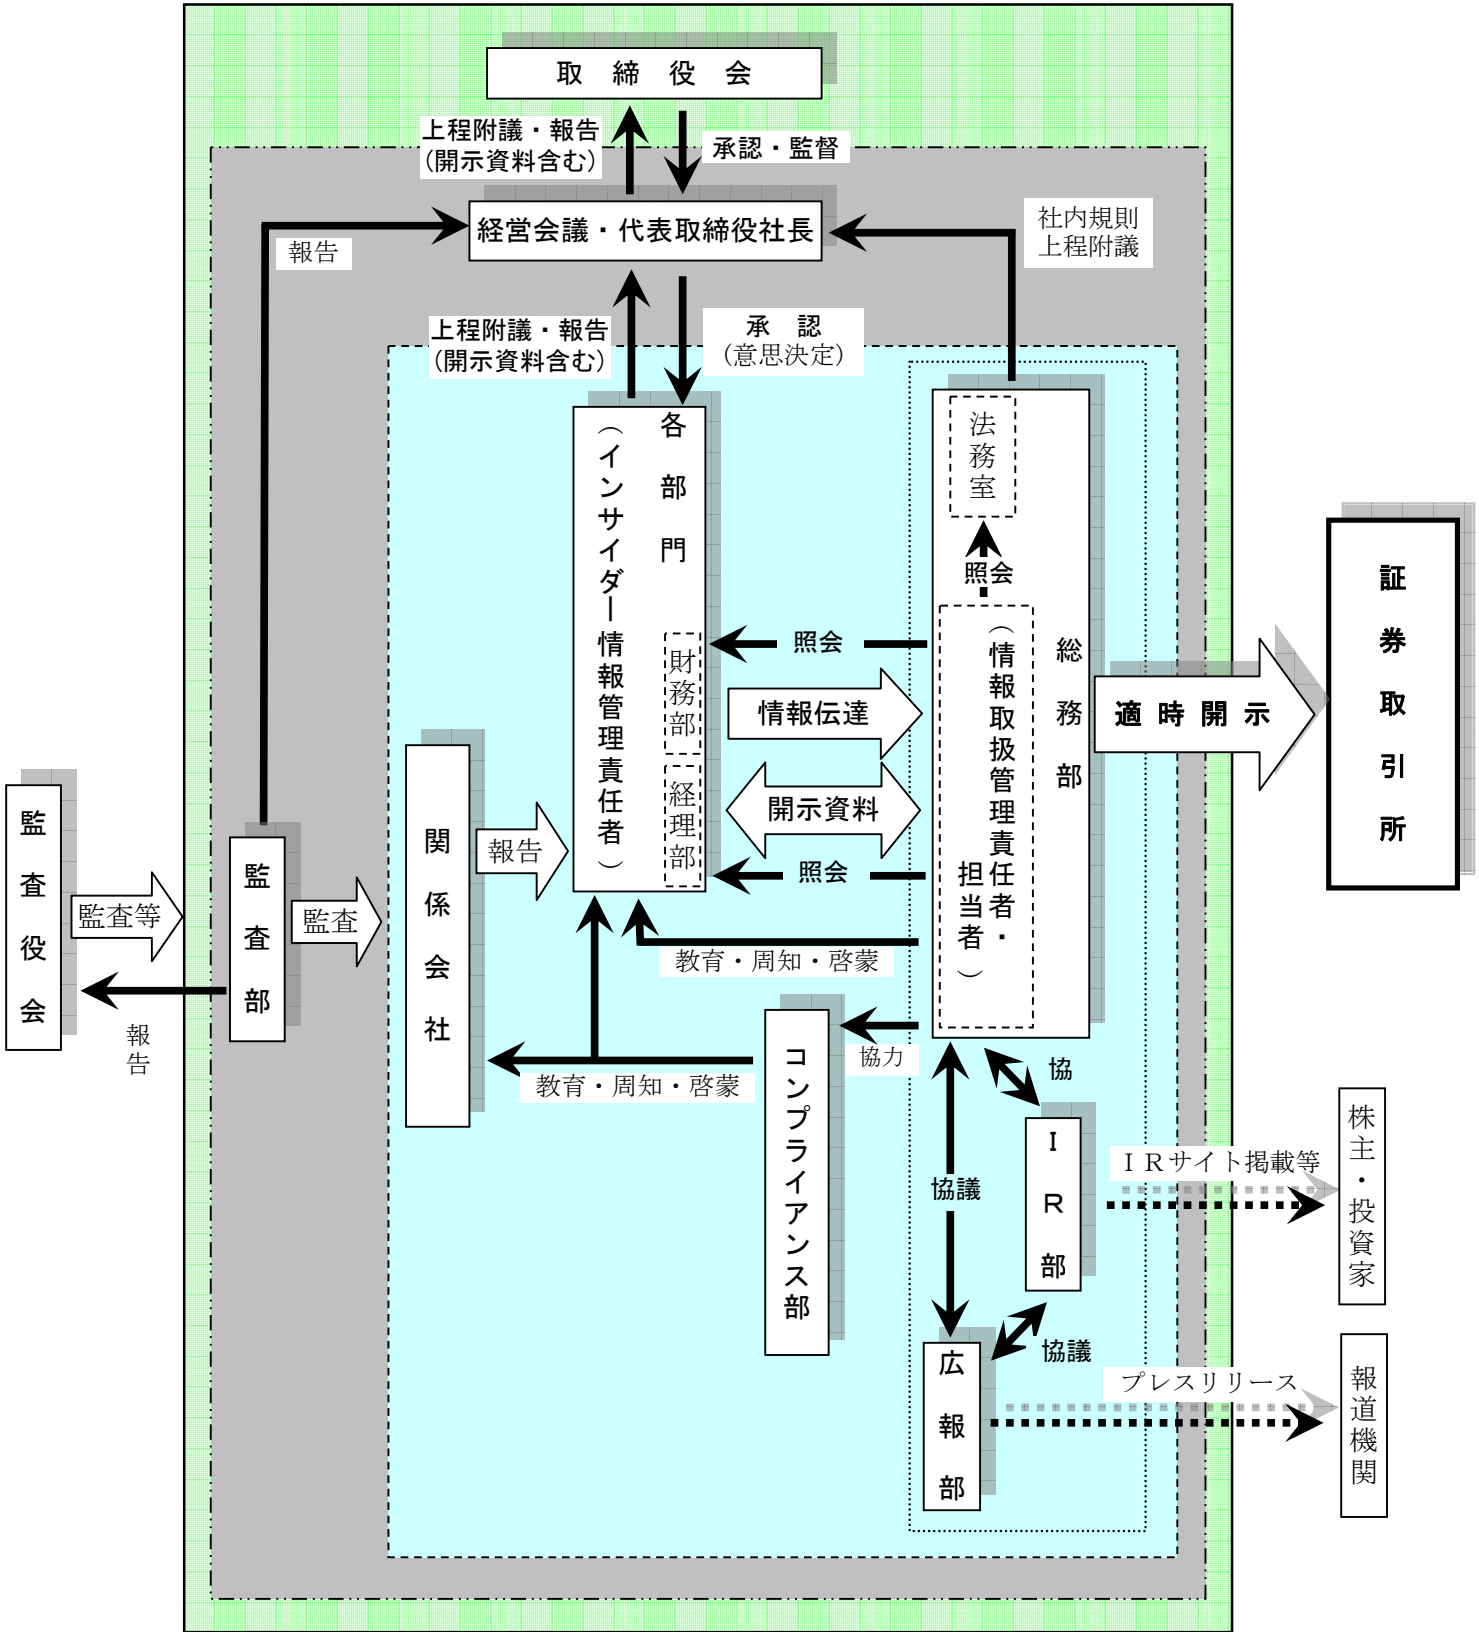 取締役会
上程附議・報告
(開示資料含む)
承認・監督
経営会議・代表取締役社長
社内規則
上程附議
報告
上程附議・報告
(開示資料含む)
承　認
（意思決定）
各部門
（インサイダー情報管理責任者）
財務部
経理部
法務室
照会
総務部
（情報取扱管理責任者・
担当者）
照会
情報伝達
開示資料
照会
適時開示
証券取引所
監査役会
監査等
監査部
監査
報告
関係会社
報告
教育・周知・啓蒙
協力
教育・周知・啓蒙
コンプライアンス部
協
協議
ＩＲ部
協議
広報部
ＩＲサイト掲載等
株主・投資家
プレスリリース
報道機関